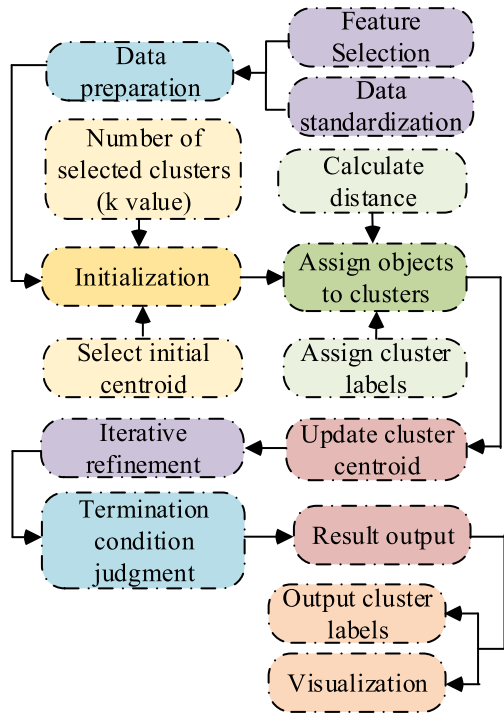 Feature
Selection
Data
preparation
Data
standardization
Number of
selected clusters
(k value)
Calculate
distance
Initialization
Assign objects
to clusters
Select initial
centroid
Assign cluster
labels
Iterative
refinement
Update cluster
centroid
Termination
condition
judgment
Result output
Output cluster
labels
Visualization